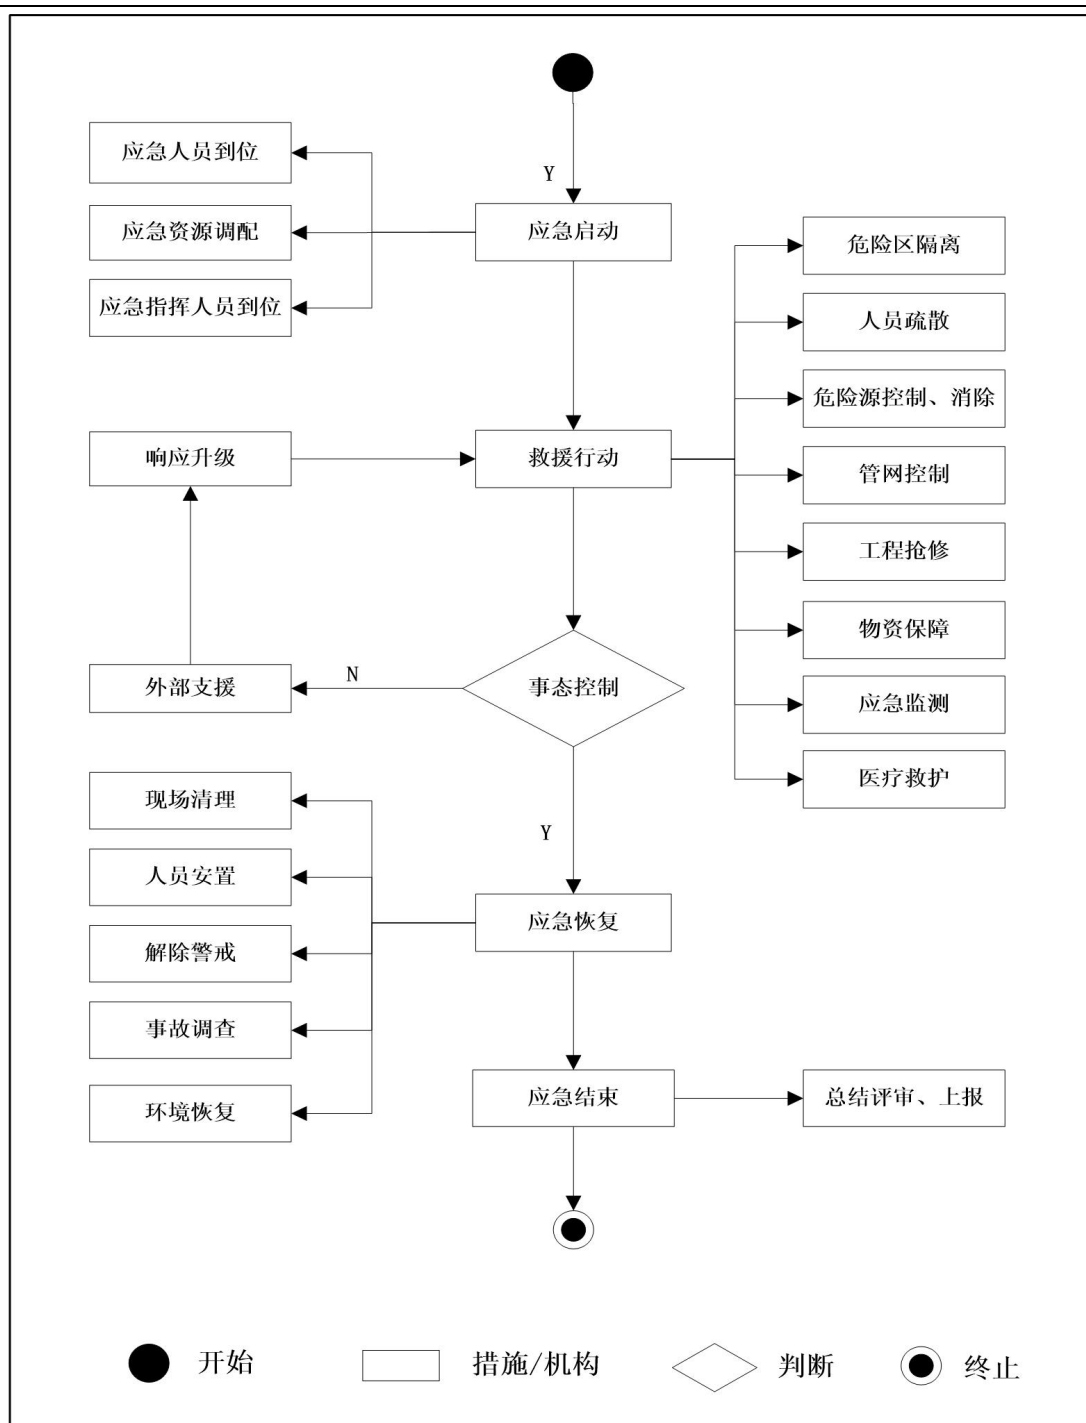 应急人员到位
Y
应急资源调配
应急启动
危险区隔离
应急指挥人员到位
人员疏散
危险源控制、消除
响应升级
救援行动
管网控制
工程抢修
物资保障
外部支援
N
事态控制
应急监测
医疗救护
现场清理
Y
人员安置
应急恢复
解除警戒
事故调查
应急结束
总结评审、上报
环境恢复
开始
措施/机构
判断
终止